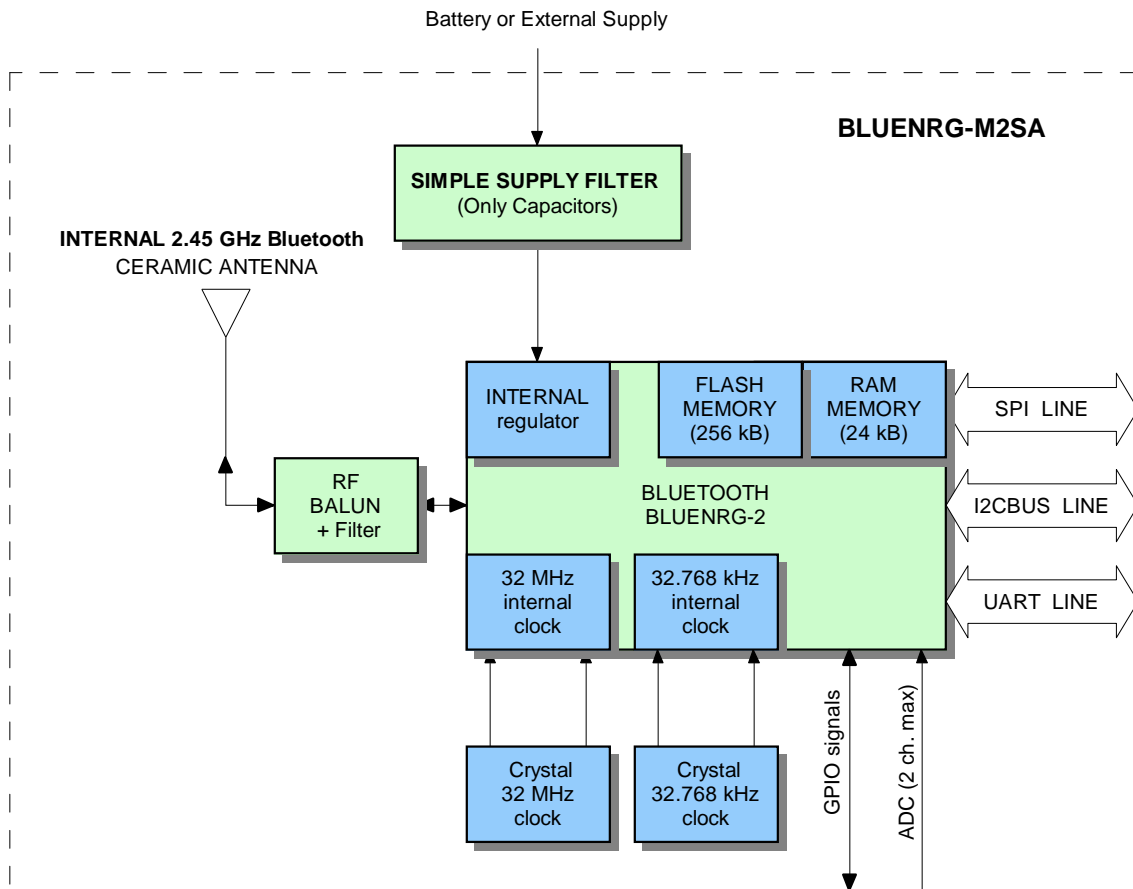 Battery or External Supply
BLUENRG-M2SA
SIMPLE SUPPLY FILTER
(Only Capacitors)
INTERNAL 2.45 GHz Bluetooth
CERAMIC ANTENNA
INTERNAL
regulator
FLASH
MEMORY
(256 kB)
RAM
MEMORY
(24 kB)
SPI LINE
RF
BALUN
+ Filter
BLUETOOTH
BLUENRG-2
I2CBUS LINE
32 MHz
internal
clock
32.768 kHz
internal
clock
UART LINE
Crystal
32 MHz
clock
Crystal
32.768 kHz
clock
GPIO signals
ADC (2 ch. max)